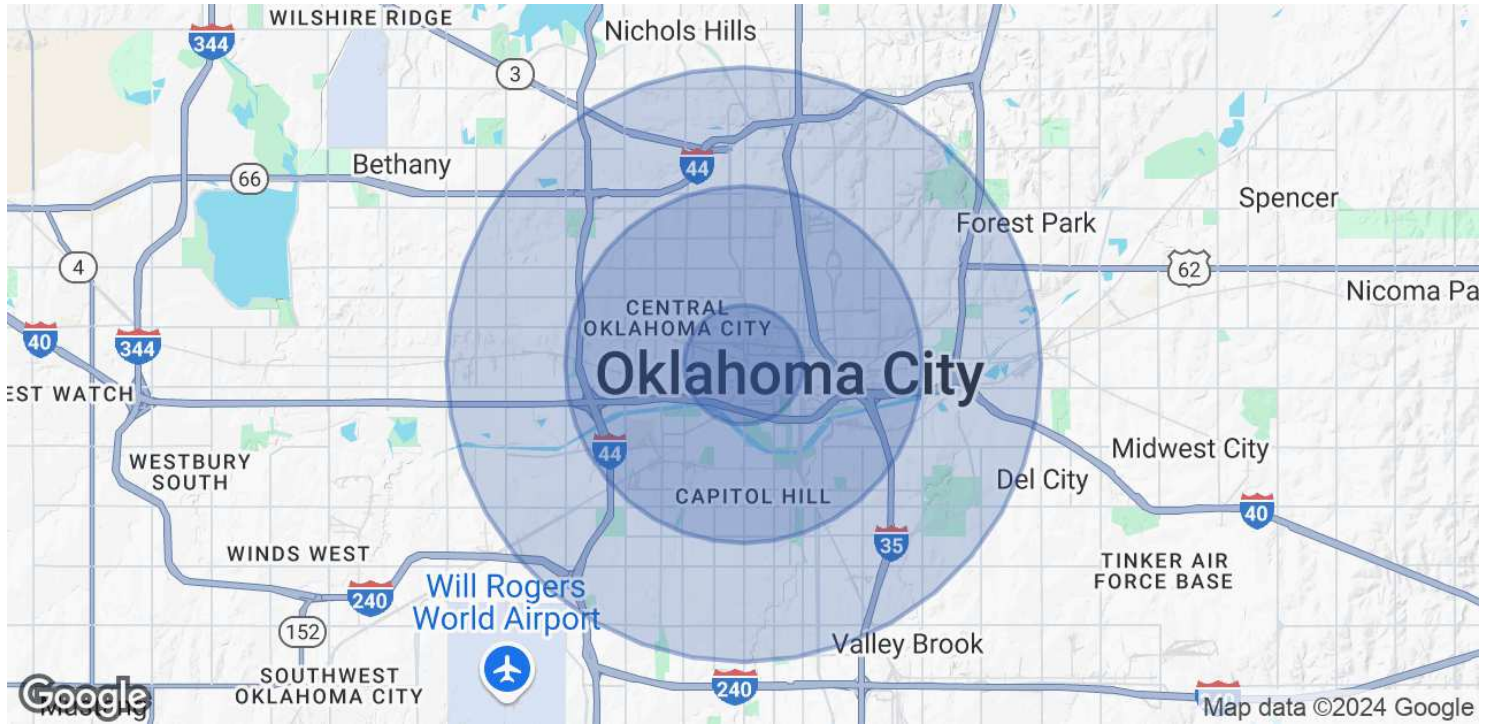 WILSHIRE RIDGE
Nichols Hills
344
3
44
Bethany
66
Spencer
Forest Park
4
62
Nicoma Pa
CENTRAL
OKLAHOMA CITY
40
344
Oklahoma City
EST WATCH
44
Midwest City
WESTBURY
SOUTH
Del City
CAPITOL HILL
40
35
WINDS WEST
TINKER AIR
FORCE BASE
240
Will Rogers
World Airport
152
Valley Brook
SOUTHWEST
OKLAHOMA CITY
240
Google
Map data ©2024 Google